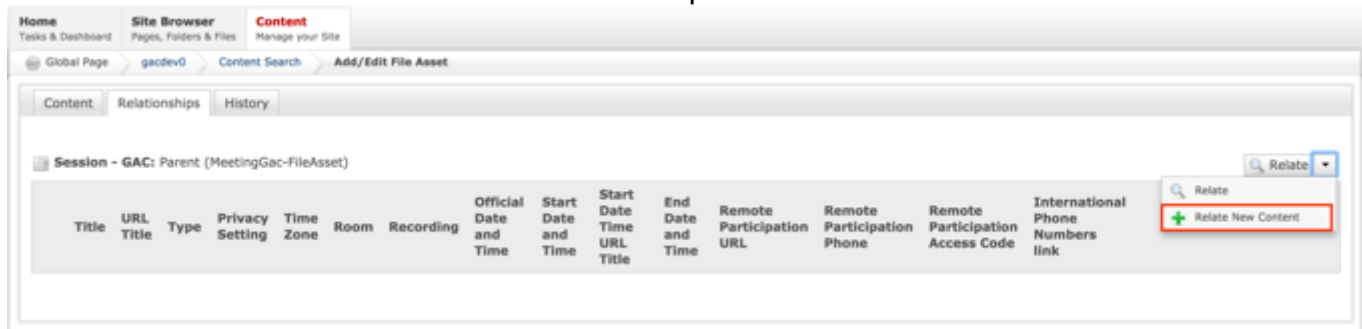 Home Site Browser Content
Tasks & Dashboard Pages, Folders & Files Manage your Site
Global Page gacdev0 Content Search Add/Edit File Asset
Content Relationships History
Session - GAC: Parent (MeetingGac-FileAsset)
Relate
Relate
Relate New Content
Title
URL
Title
Type
Privacy
Setting
Time
Zone
Room
Recording
Official
Date
and
Time
Start
Date
and
Time
Start
Date
Time
URL
Title
End
Date
and
Time
Remote
Participation
URL
Remote
Participation
Phone
Remote
Participation
Access Code
International
Phone
Numbers
link